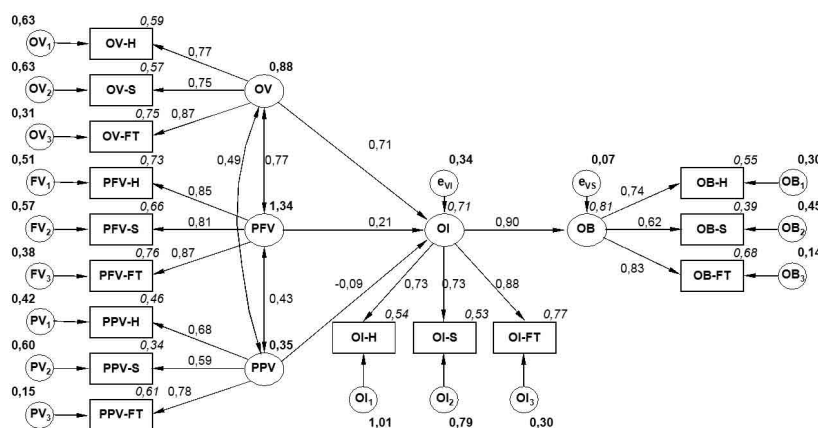 0,63 0,59
OV1 OV-H 0,77
0,63 0,57 0,88
OV2 OV-S 0,75 OV
0,31 0,75 0,87
OV3 OV-FT 0,49 0,77 0,71
0,51 0,73 0,34 0,07 0,55 0,30
FV1 PFV-H 0,85 eVI eVS 0,74 OB-H OB1
0,57 0,66 1,34 0,71 0,81 0,39 0,45
FV2 PFV-S 0,81 PFV 0,21 OI 0,90 OB 0,62 OB-S OB2
0,38 0,76 0,87 0,68 0,14
FV3 PFV-FT 0,83 OB-FT OB3
0,42 0,46 0,43 -0,09 0,73 0,73 0,88
PV1 PPV-H 0,68 0,54 0,53 0,77
0,60 0,34 0,35 OI-H OI-S OI-FT
PV2 PPV-S 0,59 PPV
0,15 0,61 0,78 OI1 OI2 OI3
PV3 PPV-FT 1,01 0,79 0,30